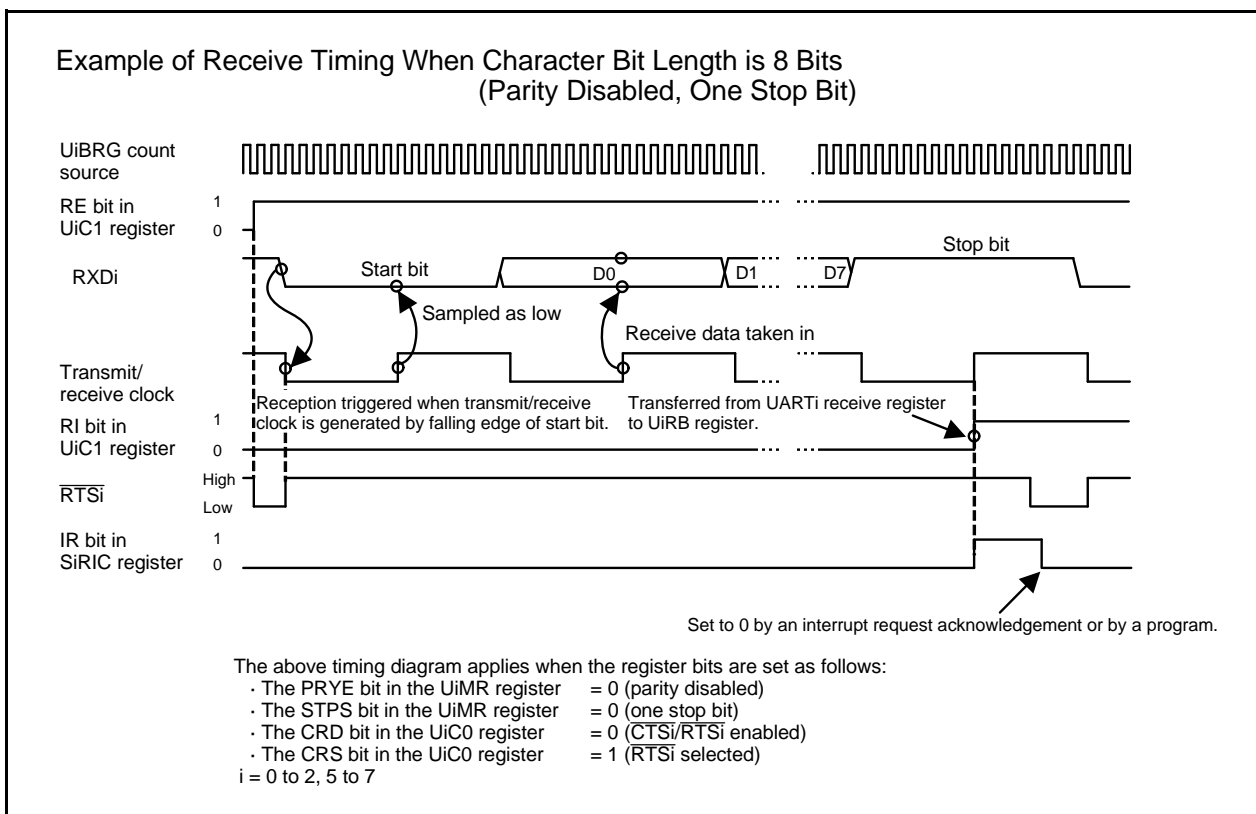 Example of Receive Timing When Character Bit Length is 8 Bits
(Parity Disabled, One Stop Bit)
UiBRG count
source
RE bit in
UiC1 register
1
0
RXDi
Start bit
D0
D1
D7
Stop bit
Sampled as low
Receive data taken in
Transmit/
receive clock
Reception triggered when transmit/receive
clock is generated by falling edge of start bit.
Transferred from UARTi receive register
to UiRB register.
RI bit in
UiC1 register
1
0
RTSi
High
Low
IR bit in
SiRIC register
1
0
Set to 0 by an interrupt request acknowledgement or by a program.
The above timing diagram applies when the register bits are set as follows:
· The PRYE bit in the UiMR register = 0 (parity disabled)
· The STPS bit in the UiMR register = 0 (one stop bit)
· The CRD bit in the UiC0 register = 0 (CTSi/RTSi enabled)
· The CRS bit in the UiC0 register = 1 (RTSi selected)
i = 0 to 2, 5 to 7